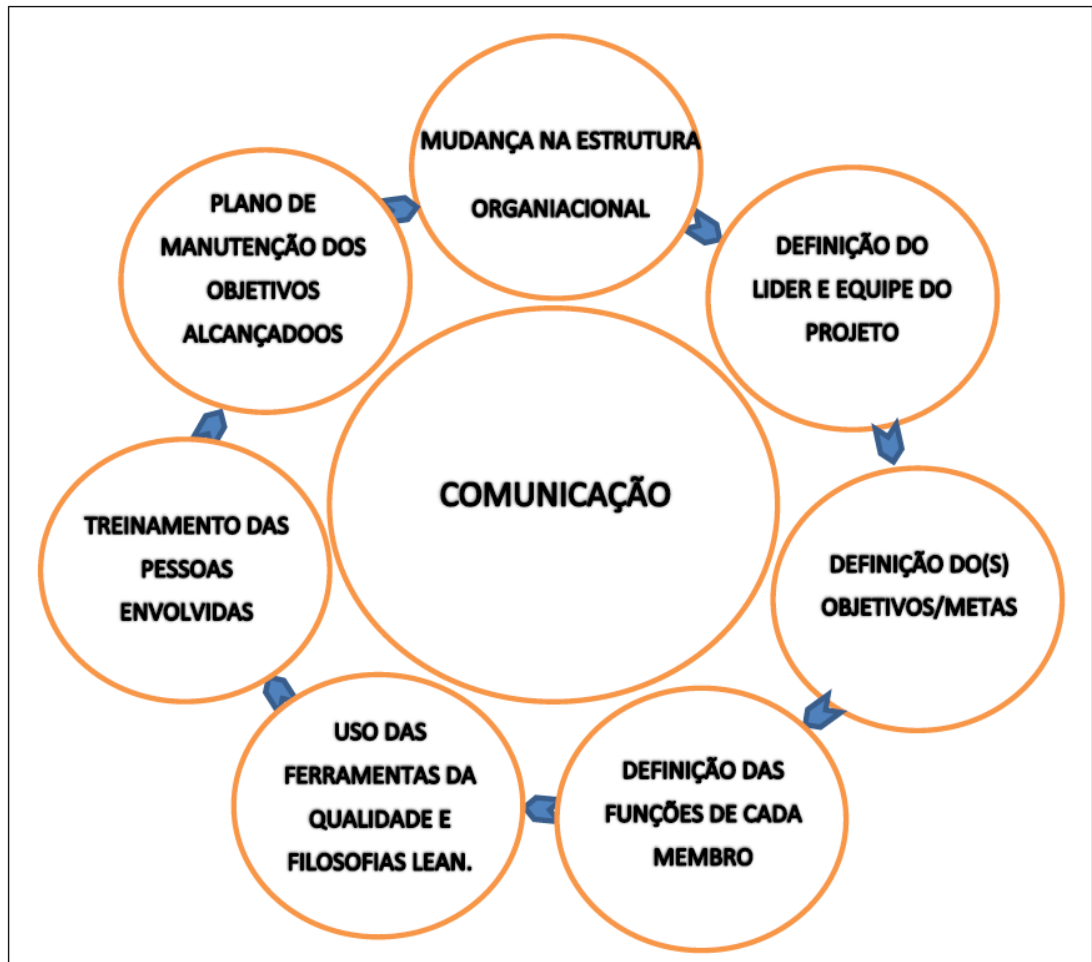 MUDANÇA NA ESTRUTURA
ORGANIACIONAL
DEFINIÇÃO DO
LIDER E EQUIPE DO
PROJETO
DEFINIÇÃO DO(S)
OBJETIVOS/METAS
DEFINIÇÃO DAS
FUNÇÕES DE CADA
MEMBRO
USO DAS
FERRAMENTAS DA
QUALIDADE E
FILOSOFIAS LEAN.
TREINAMENTO DAS
PESSOAS
ENVOLVIDAS
PLANO DE
MANUTENÇÃO DOS
OBJETIVOS
ALCANÇADOOS
COMUNICAÇÃO